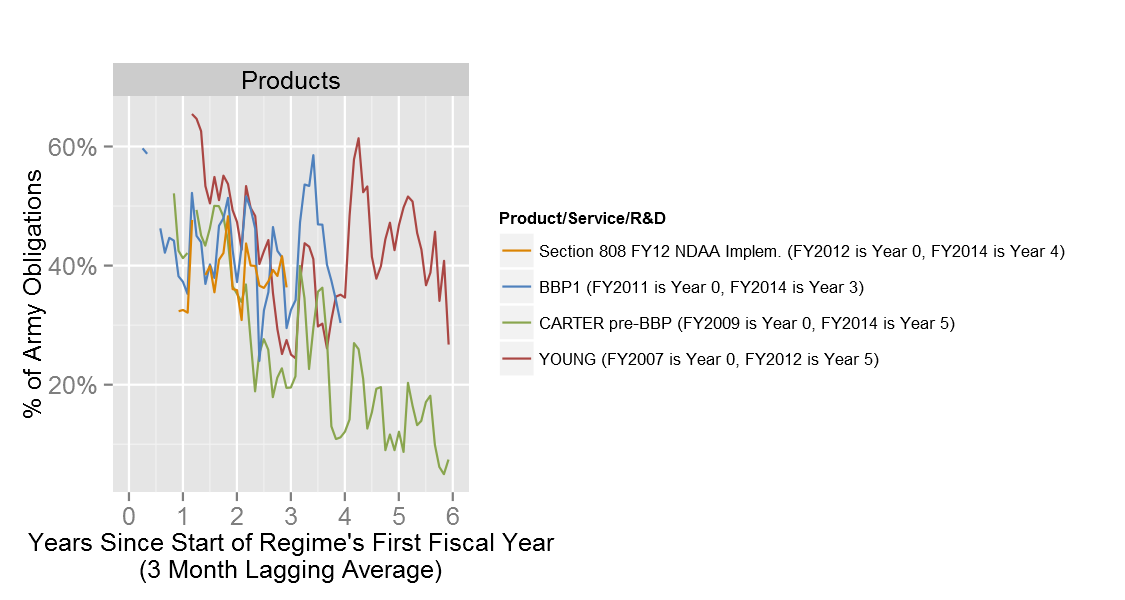 Products
60%
40%
20%
% of Army Obligations
0 1 2 3 4 5 6
Years Since Start of Regime's First Fiscal Year
(3 Month Lagging Average)
Product/Service/R&D
Section 808 FY12 NDAA Implem. (FY2012 is Year 0, FY2014 is Year 4)
BBP1 (FY2011 is Year 0, FY2014 is Year 3)
CARTER pre-BBP (FY2009 is Year 0, FY2014 is Year 5)
YOUNG (FY2007 is Year 0, FY2012 is Year 5)